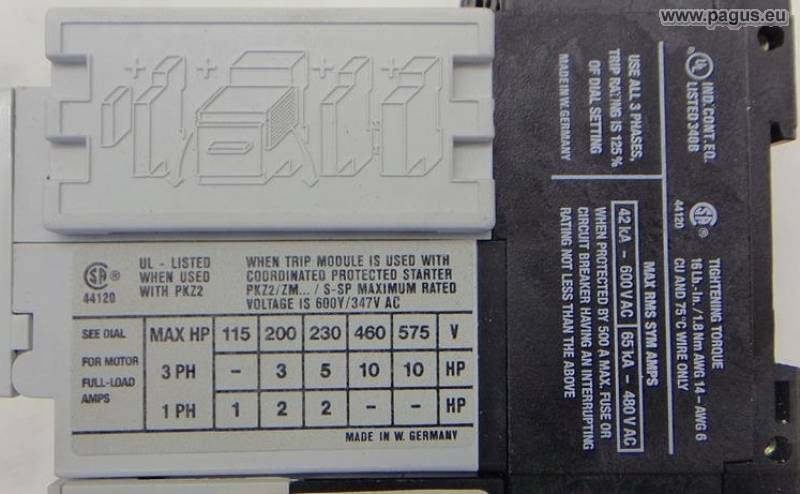 www.pagus.eu
UL IND. CONT. EQ.
LISTED 340B
USE ALL 3 PHASES,
TRIP RATING IS 125 %
OF DIAL SETTING
MADE IN W. GERMANY
SA ®
44120
TIGHTENING TORQUE
16 Lb.-In. / 1,8 Nm AWG 14 – AWG 6
CU AND 75°C WIRE ONLY
MAX RMS SYM AMPS
42 kA – 600 VAC 65 kA – 480 V AC
WHEN PROTECTED BY 500 A MAX. FUSE OR
CIRCUIT BREAKER HAVING AN INTERRUPTING
RATING NOT LESS THAN THE ABOVE
SA ®
44120
UL - LISTED
WHEN USED
WITH PKZ2
WHEN TRIP MODULE IS USED WITH
COORDINATED PROTECTED STARTER
PKZ2/ZM... / S-SP MAXIMUM RATED
VOLTAGE IS 600Y/347V AC
SEE DIAL
FOR MOTOR
FULL-LOAD
AMPS
MAX HP 115 200 230 460 575 V
3 PH – 3 5 10 10 HP
1 PH 1 2 2 – – HP
MADE IN W. GERMANY